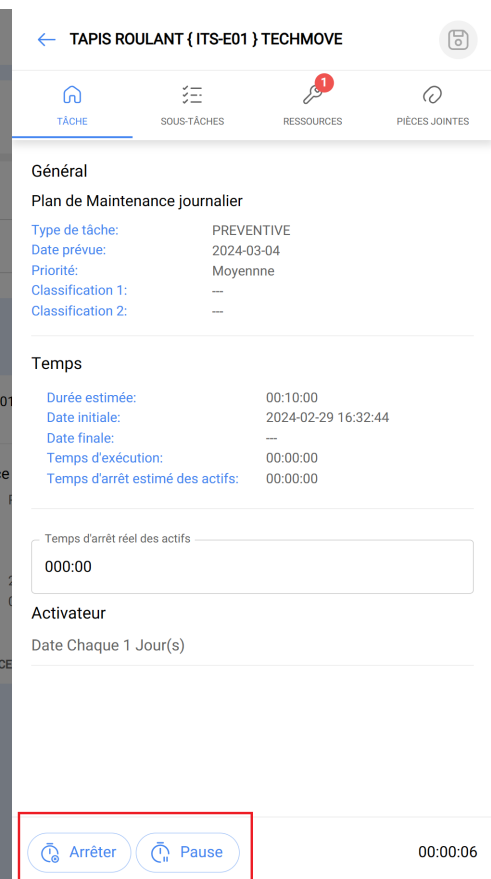 TAPIS ROULANT { ITS-E01 } TECHMOVE
1
TÂCHE SOUS-TÂCHES RESSOURCES PIÈCES JOINTES
Général
Plan de Maintenance journalier
Type de tâche: PREVENTIVE
Date prévue: 2024-03-04
Priorité: Moyennne
Classification 1: ---
Classification 2: ---
Temps
Durée estimée: 00:10:00
Date initiale: 2024-02-29 16:32:44
Date finale: ---
Temps d'exécution: 00:00:00
Temps d'arrêt estimé des actifs: 00:00:00
Temps d'arrêt réel des actifs
000:00
Activateur
Date Chaque 1 Jour(s)
Arrêter Pause 00:00:06